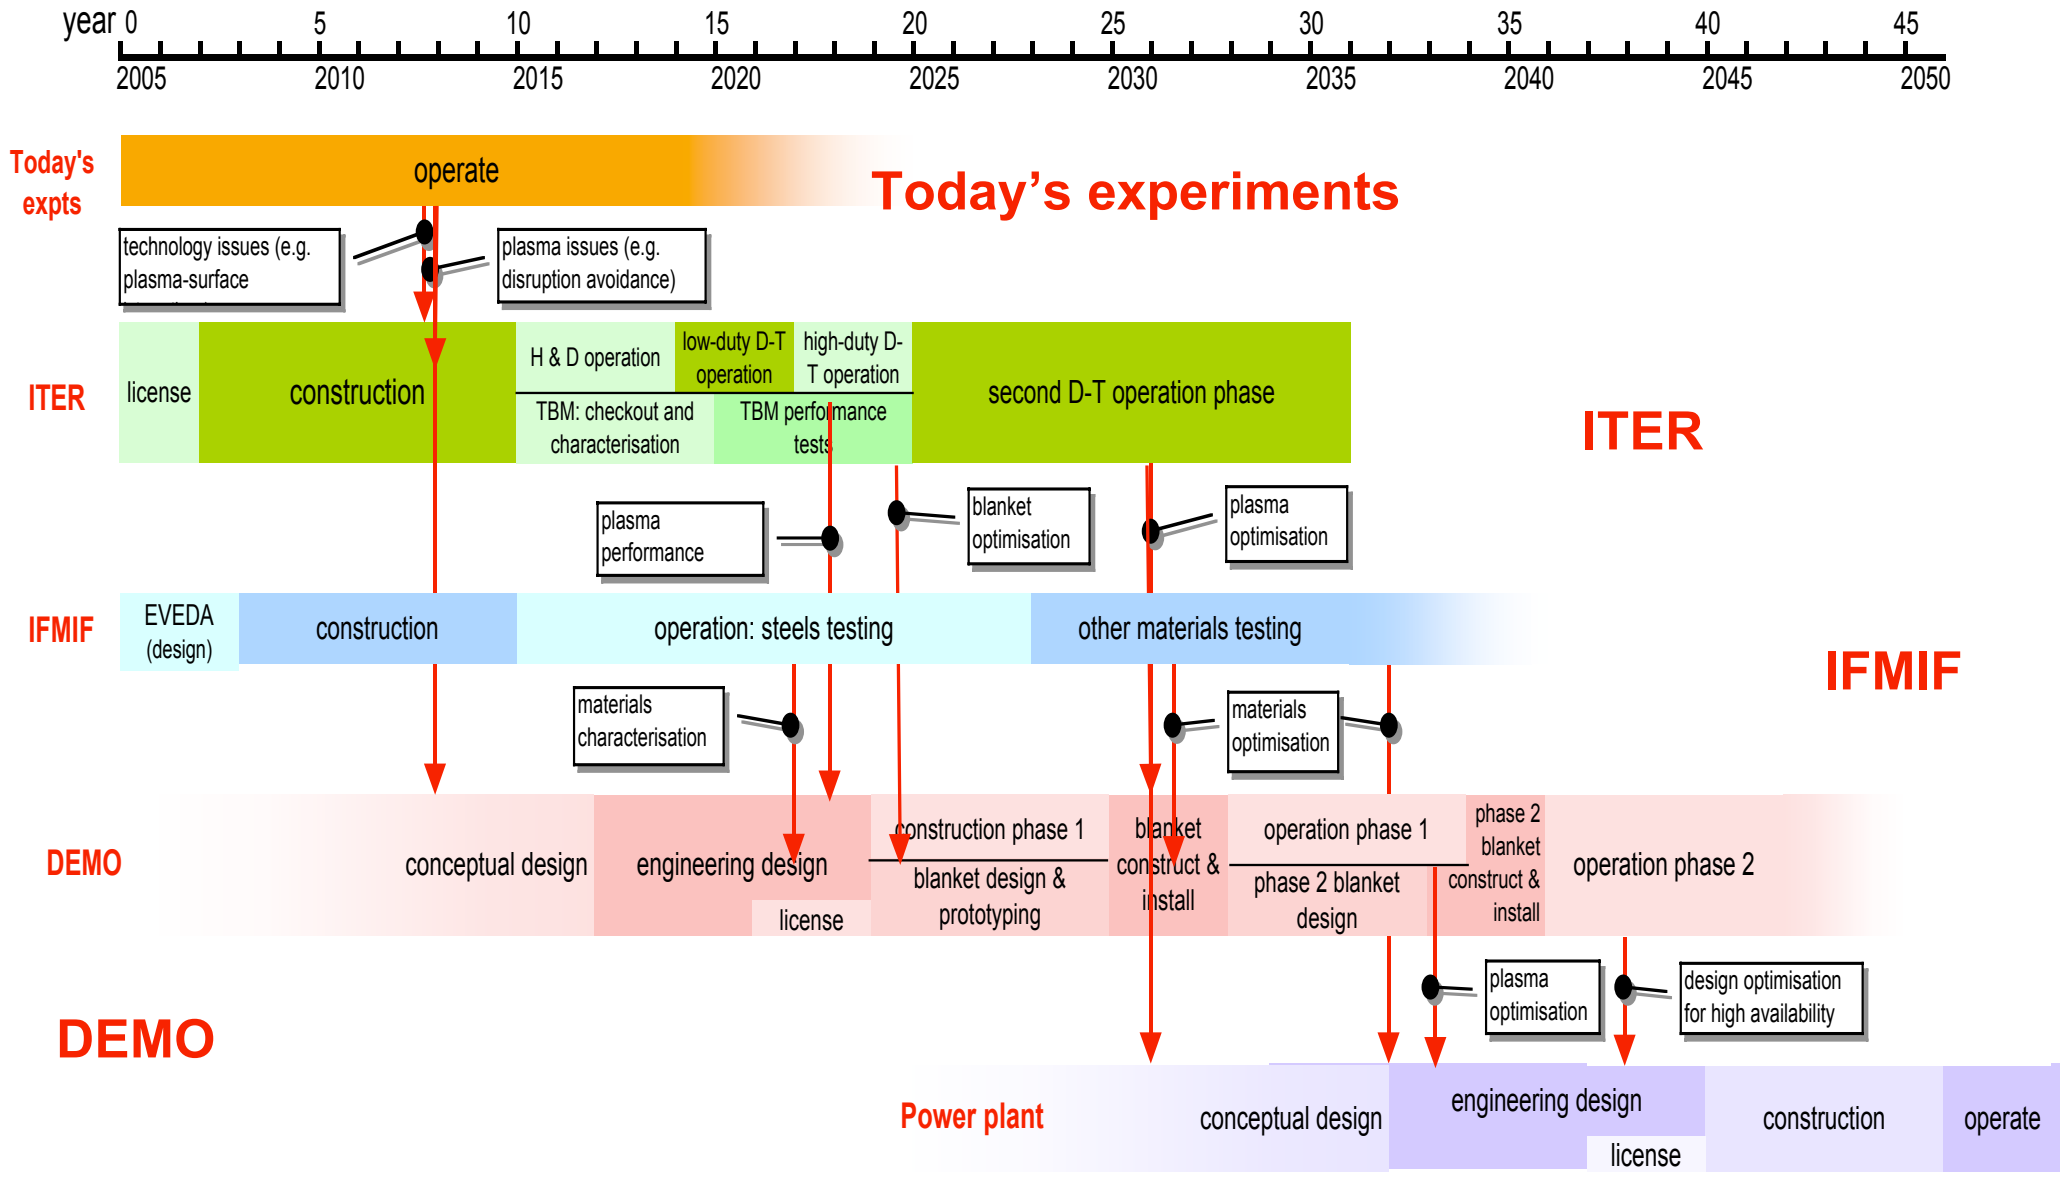 year 0 5 10 15 20 25 30 35 40 45
2005 2010 2015 2020 2025 2030 2035 2040 2045 2050
Today's
expts
operate
Today’s experiments
technology issues (e.g.
plasma-surface
plasma issues (e.g.
disruption avoidance)
ITER
license
construction
H & D operation
low-duty D-T
operation
high-duty D-
T operation
TBM: checkout and
characterisation
TBM performance
tests
second D-T operation phase
ITER
plasma
performance
blanket
optimisation
plasma
optimisation
IFMIF
EVEDA
(design)
construction
operation: steels testing
other materials testing
IFMIF
materials
characterisation
materials
optimisation
DEMO
conceptual design
engineering design
license
construction phase 1
blanket design &
prototyping
blanket
construct &
install
operation phase 1
phase 2 blanket
design
phase 2
blanket
construct &
install
operation phase 2
DEMO
plasma
optimisation
design optimisation
for high availability
Power plant
conceptual design
engineering design
license
construction
operate